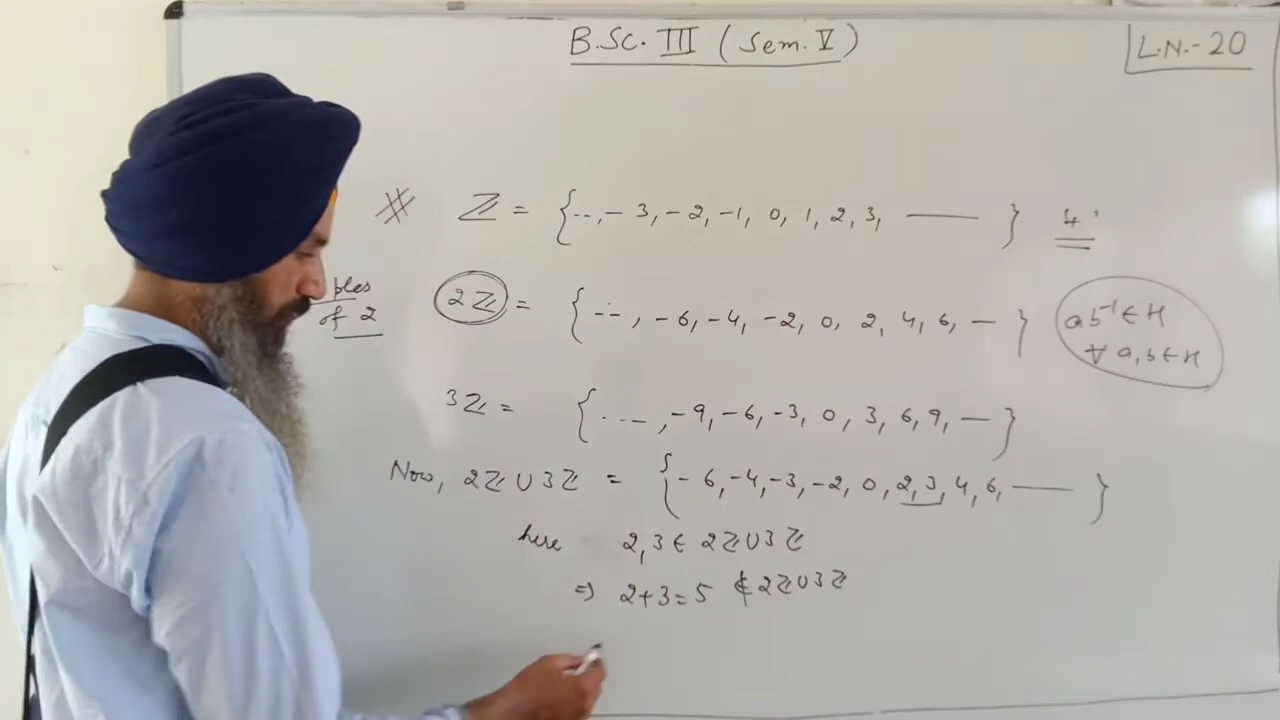 B.Sc. III (Sem. V)
L.N.-20
ℤ = {..,-3,-2,-1, 0, 1, 2, 3, —— }
of 2
2ℤ = {..., -6, -4, -2, 0, 2, 4, 6, — }
ab⁻¹ ∈ H
∀ a,b ∈ H
3ℤ = {...., -9, -6, -3, 0, 3, 6, 9, — }
Now, 2ℤ ∪ 3ℤ = {- 6, -4, -3, -2, 0, 2, 3, 4, 6, —— }
here 2,3 ∈ 2ℤ ∪ 3ℤ
⇒ 2+3=5 ∉ 2ℤ ∪ 3ℤ